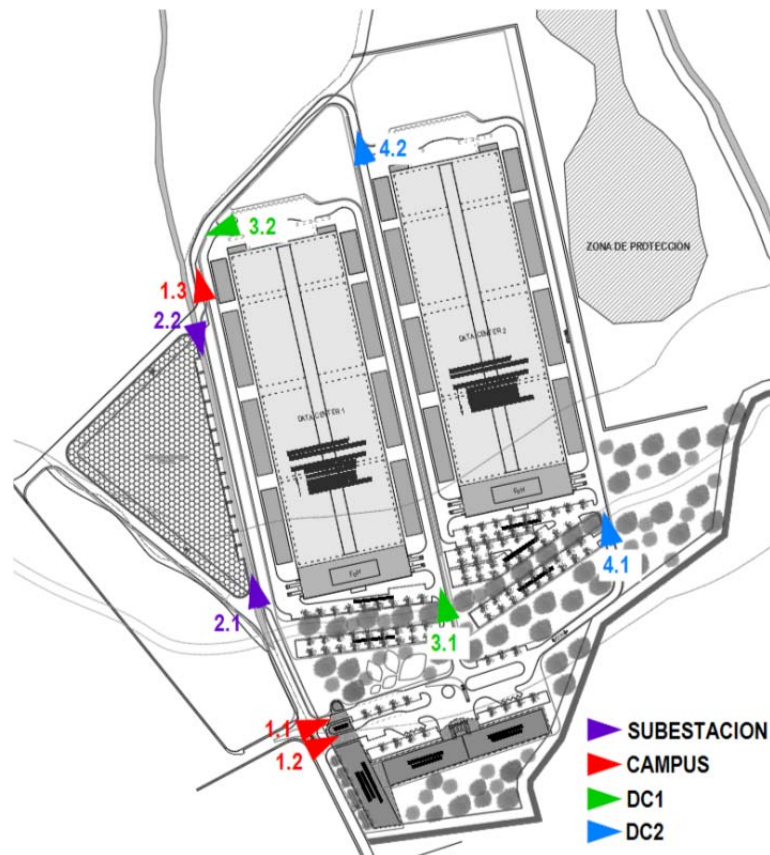 4.2
3.2
ZONA DE PROTECCIÓN
1.3
2.2
DATA CENTER 2
DATA CENTER 1
4.1
2.1
3.1
1.1
1.2
SUBESTACION
CAMPUS
DC1
DC2